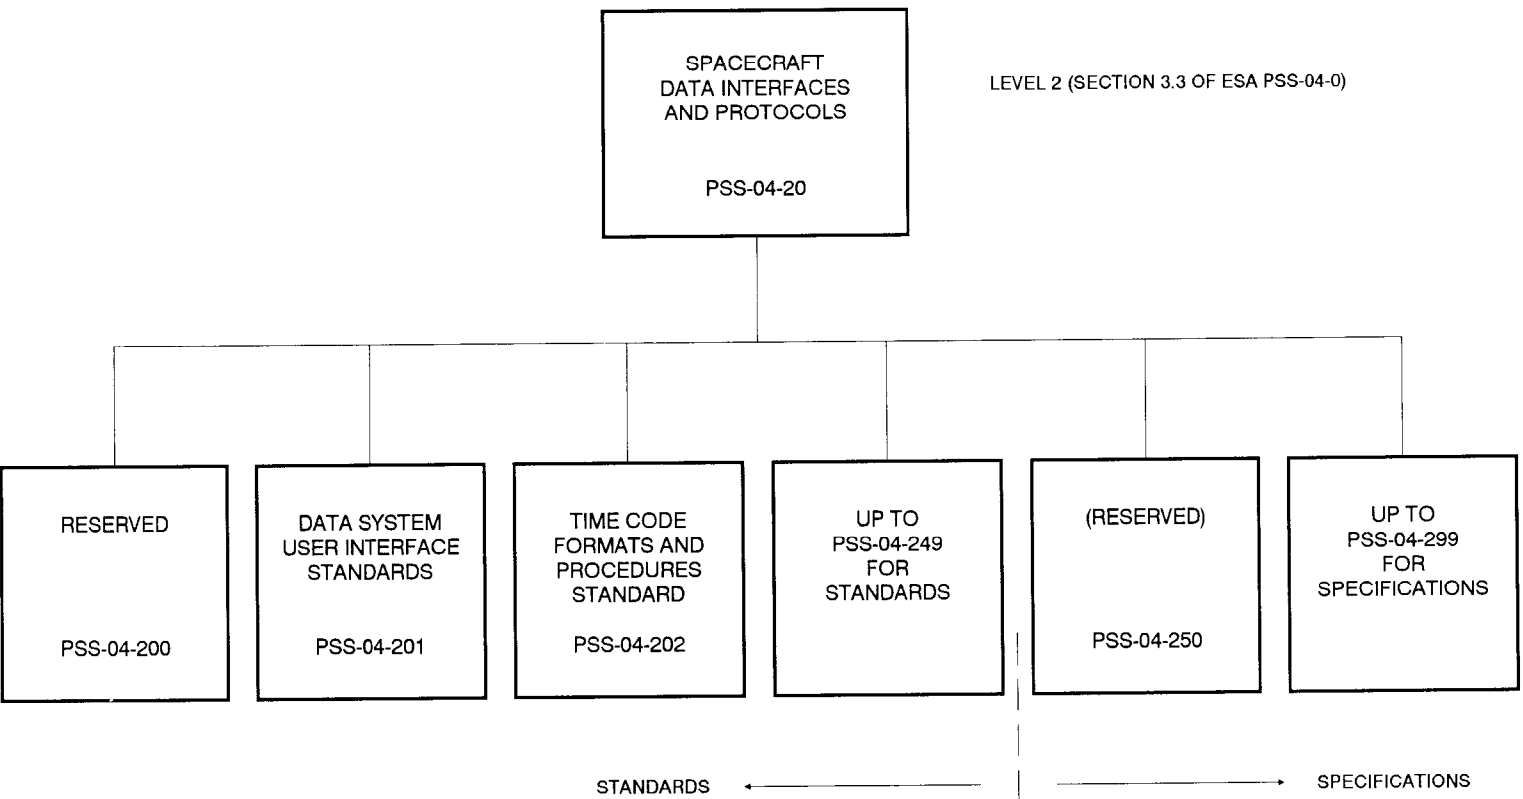 SPACECRAFT
DATA INTERFACES
AND PROTOCOLS
PSS-04-20
LEVEL 2 (SECTION 3.3 OF ESA PSS-04-0)
RESERVED
PSS-04-200
DATA SYSTEM
USER INTERFACE
STANDARDS
PSS-04-201
TIME CODE
FORMATS AND
PROCEDURES
STANDARD
PSS-04-202
UP TO
PSS-04-249
FOR
STANDARDS
(RESERVED)
PSS-04-250
UP TO
PSS-04-299
FOR
SPECIFICATIONS
STANDARDS
SPECIFICATIONS